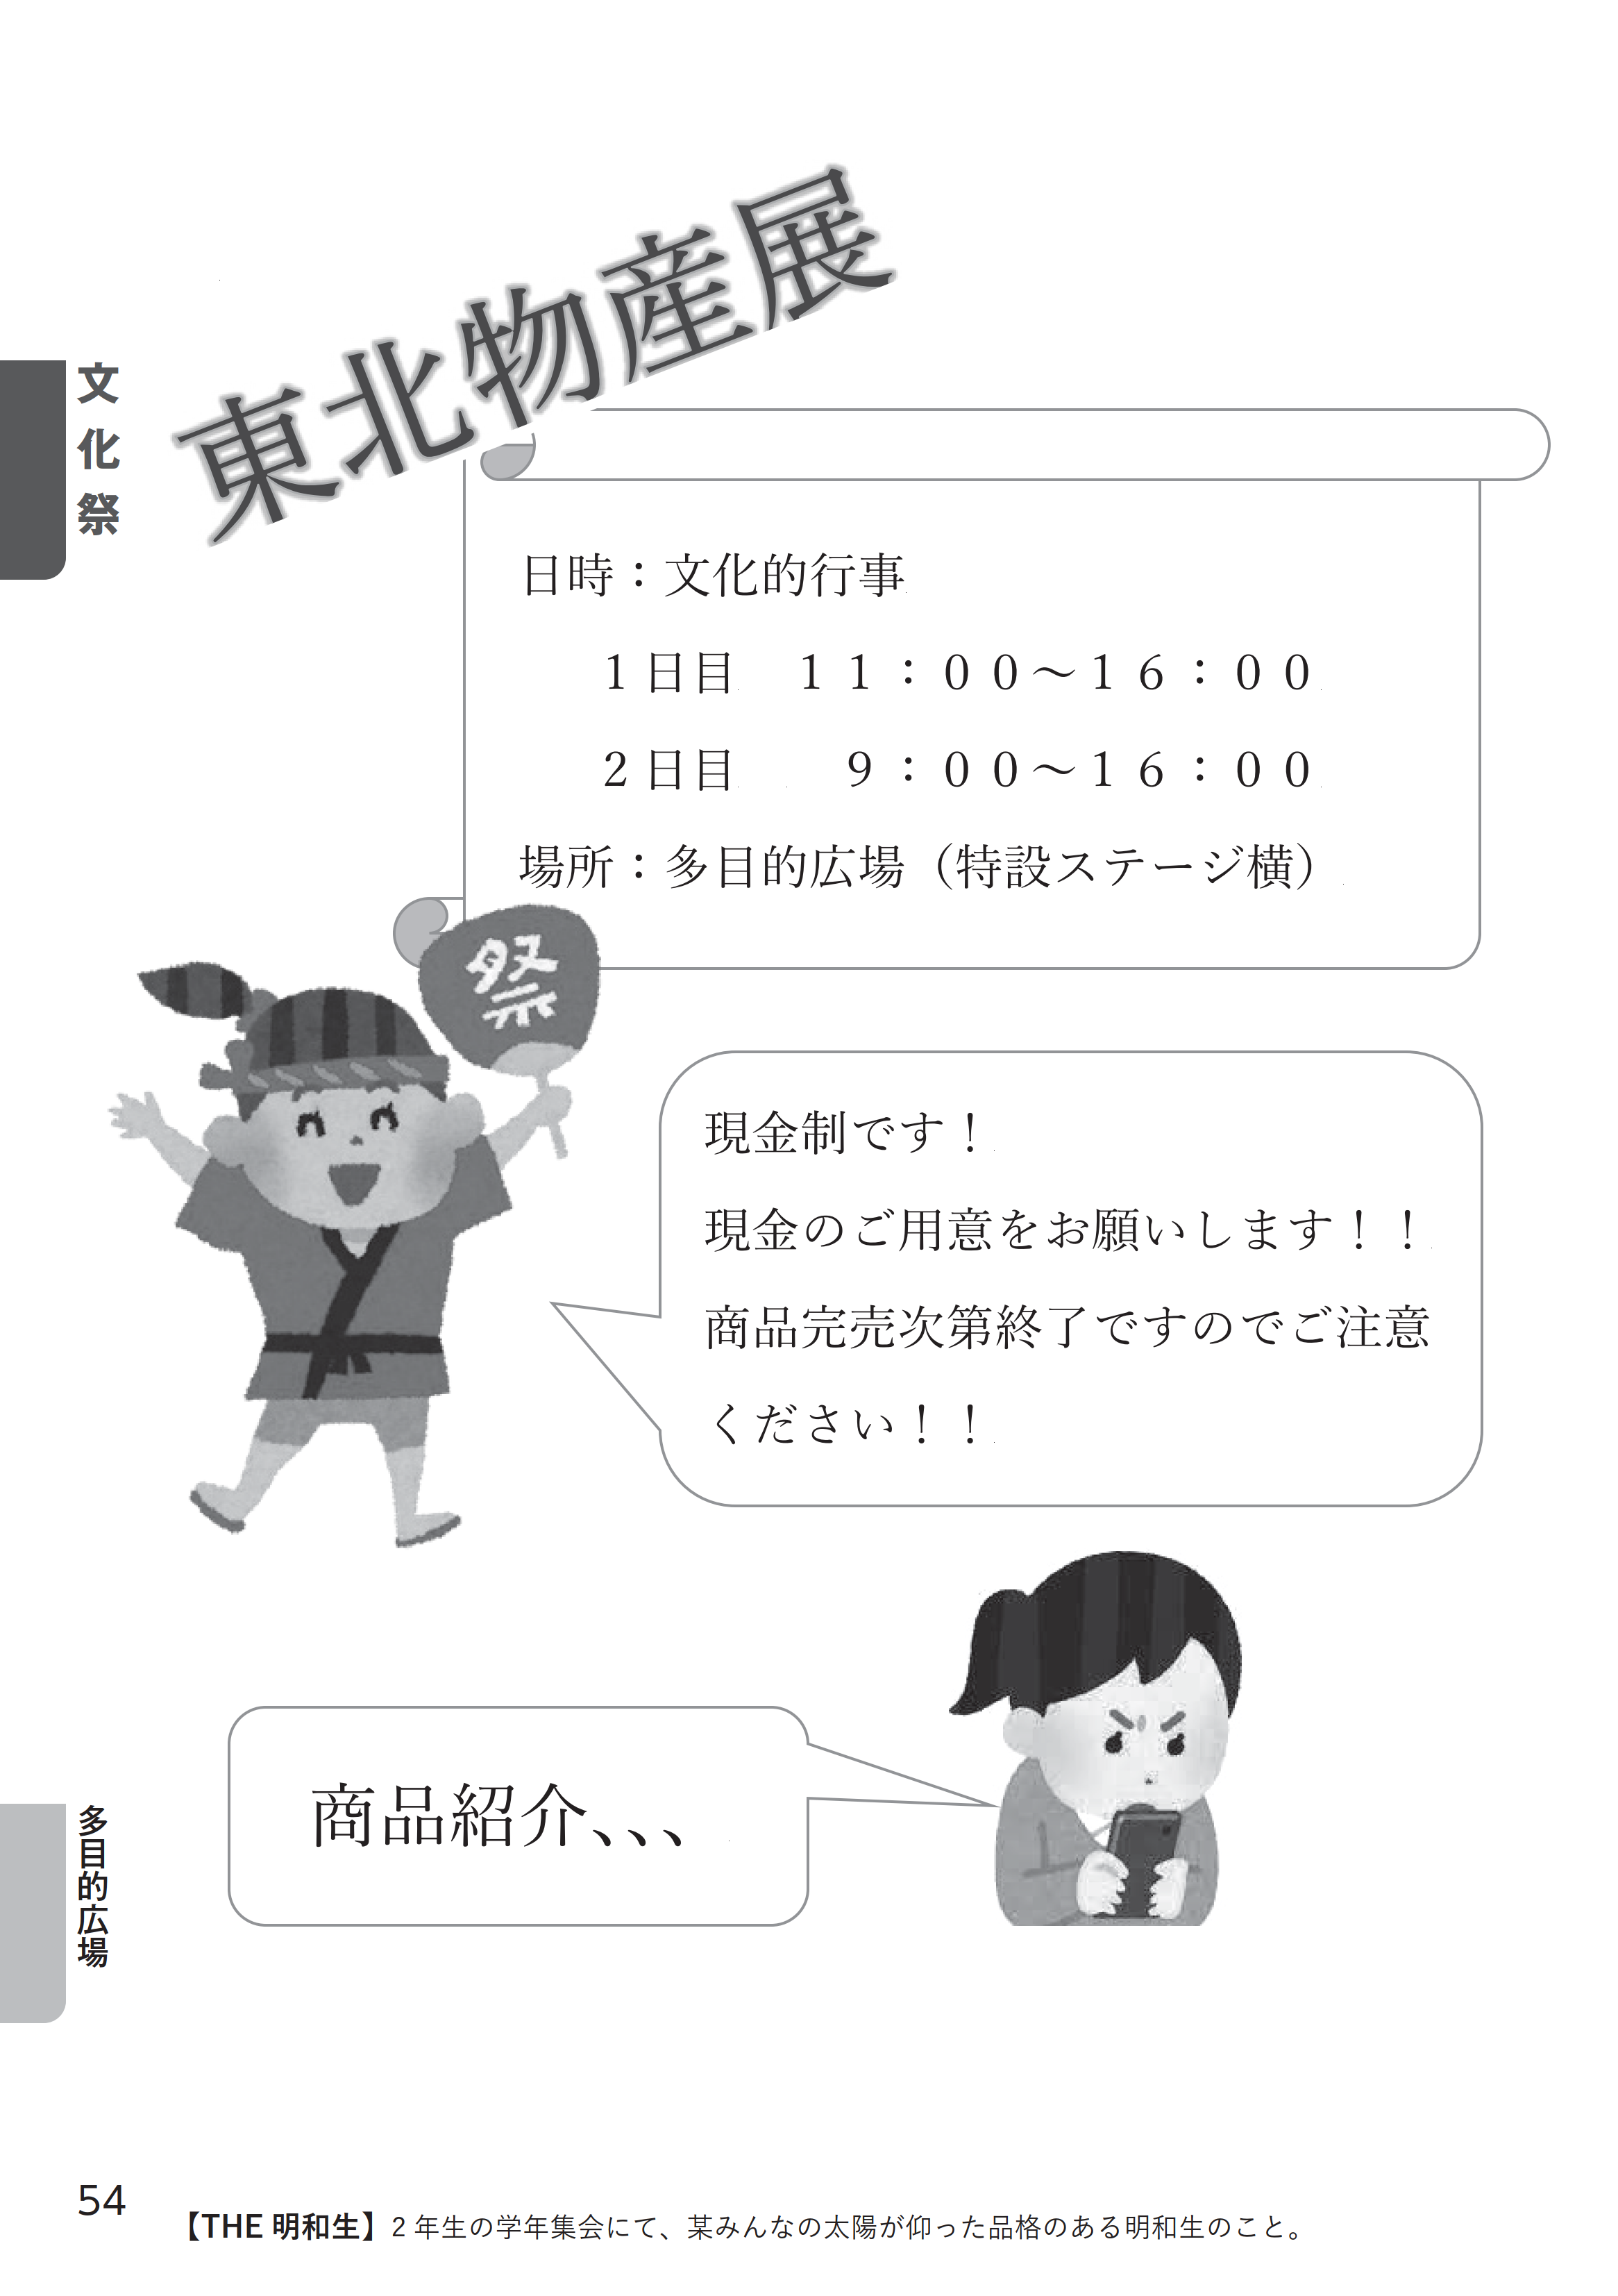 文化祭
東北物産展
日時：文化的行事
１日目　１１：００～１６：００
２日目　　９：００～１６：００
場所：多目的広場（特設ステージ横）
祭
現金制です！
現金のご用意をお願いします！！
商品完売次第終了ですのでご注意
ください！！
商品紹介、、、
多目的広場
54
【THE 明和生】2 年生の学年集会にて、某みんなの太陽が仰った品格のある明和生のこと。